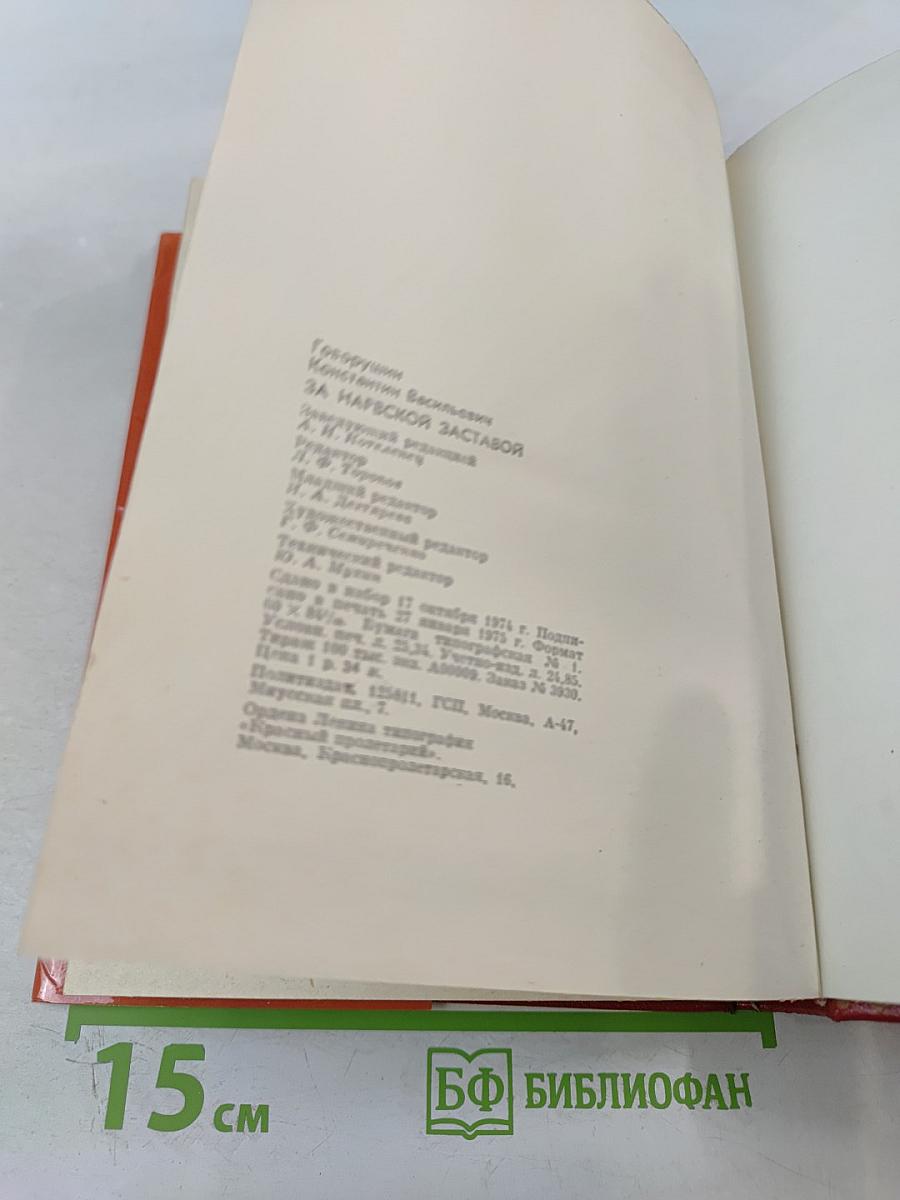 Говорушин
Константин Васильович
ЗА НАРВСКОЙ ЗАСТАВОЙ
Заведующий редакцией
А. И. Котеленец
Редактор
Л. Ф. Торопов
Младший редактор
И. А. Дегтярева
Художественный редактор
Г. Ф. Семиреченко
Технический редактор
Ю. А. Мухин
Сдано в набор 17 октября 1974 г. Подпи-
сано в печать 27 января 1975 г. Формат
60 × 84/16. Бумага типографская № 1.
Услов. печ. л. 25,34. Учетно-изд. л. 24,85.
Тираж 100 тыс. экз. А00009. Заказ № 3930.
Цена 1 р. 34 к.
Политиздат, 125811, ГСП, Москва, А-47,
Миусская пл., 7.
Ордена Ленина типография
«Красный пролетарий».
Москва, Краснопролетарская, 16.
15 см
БФ БИБЛИОФАН